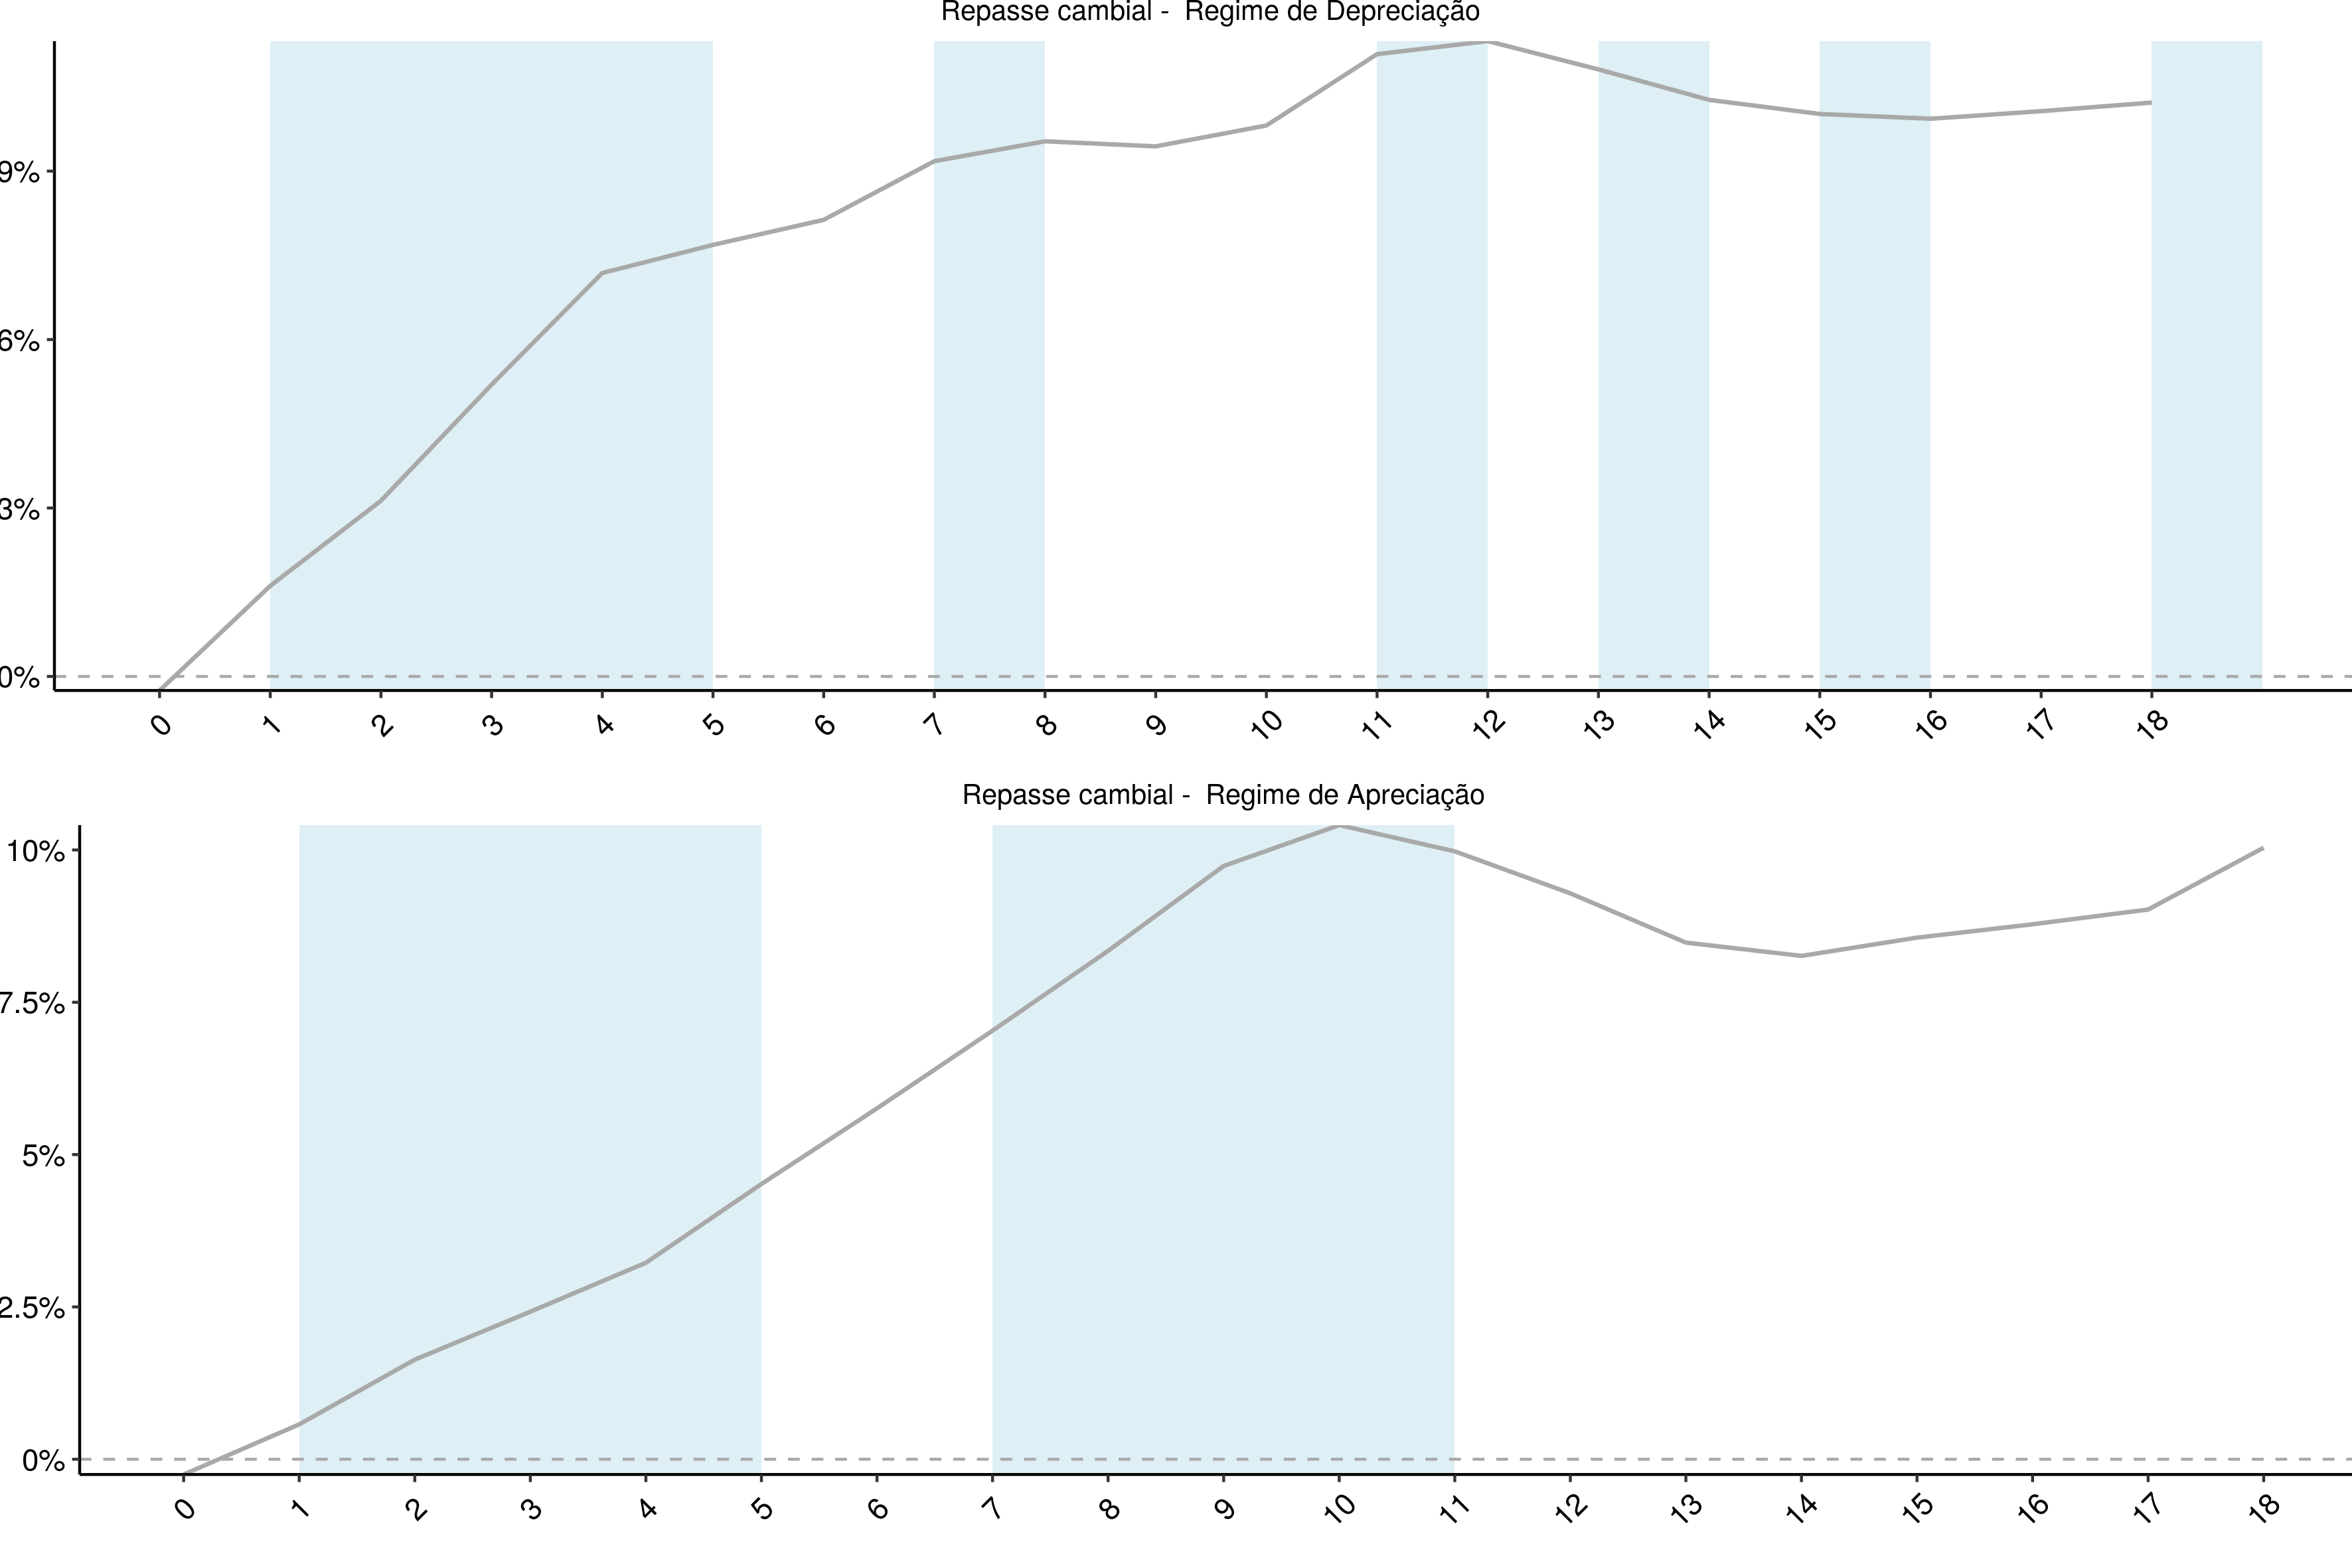 Repasse cambial -  Regime de Depreciação
9%
6%
3%
0%
0 1 2 3 4 5 6 7 8 9 10 11 12 13 14 15 16 17 18
Repasse cambial -  Regime de Apreciação
10%
7.5%
5%
2.5%
0%
0 1 2 3 4 5 6 7 8 9 10 11 12 13 14 15 16 17 18